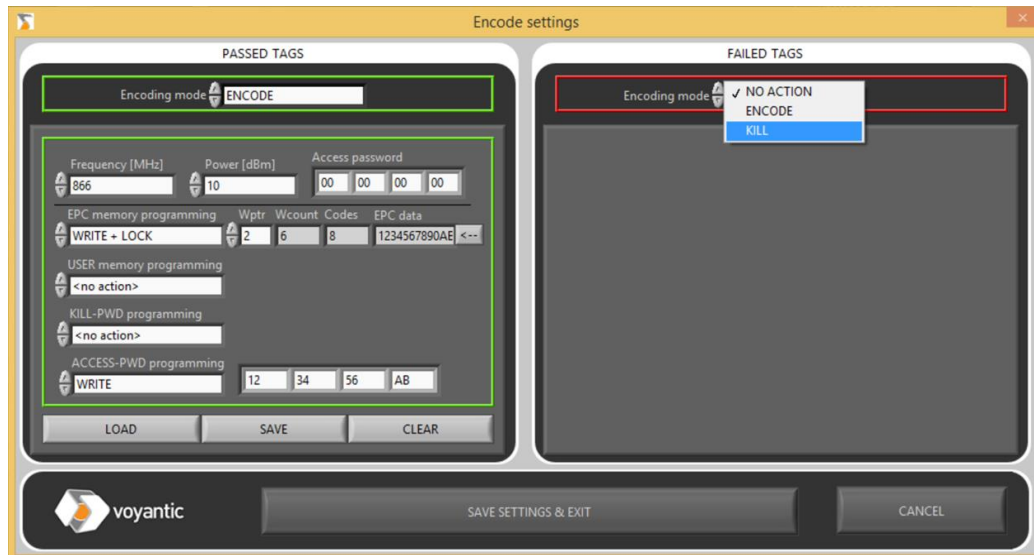 Encode settings
PASSED TAGS
Encoding mode ENCODE
Frequency [MHz] Power [dBm] Access password
866 10 00 00 00 00
EPC memory programming Wptr Wcount Codes EPC data
WRITE + LOCK 2 6 8 1234567890AE <--
USER memory programming
<no action>
KILL-PWD programming
<no action>
ACCESS-PWD programming
WRITE 12 34 56 AB
LOAD SAVE CLEAR
FAILED TAGS
Encoding mode ✓ NO ACTION
ENCODE
KILL
voyantic SAVE SETTINGS & EXIT CANCEL